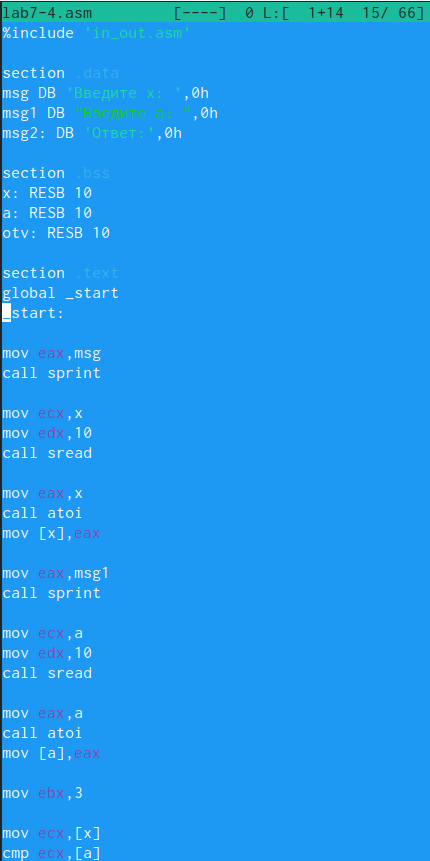 lab7-4.asm [----] 0 L:[ 1+14 15/ 66]
%include 'in_out.asm'
section .data
msg DB 'Введите x: ',0h
msg1 DB "Введите a: ",0h
msg2: DB 'Ответ:',0h
section .bss
x: RESB 10
a: RESB 10
otv: RESB 10
section .text
global _start
_start:
mov eax,msg
call sprint
mov ecx,x
mov edx,10
call sread
mov eax,x
call atoi
mov [x],eax
mov eax,msg1
call sprint
mov ecx,a
mov edx,10
call sread
mov eax,a
call atoi
mov [a],eax
mov ebx,3
mov ecx,[x]
cmp ecx,[a]